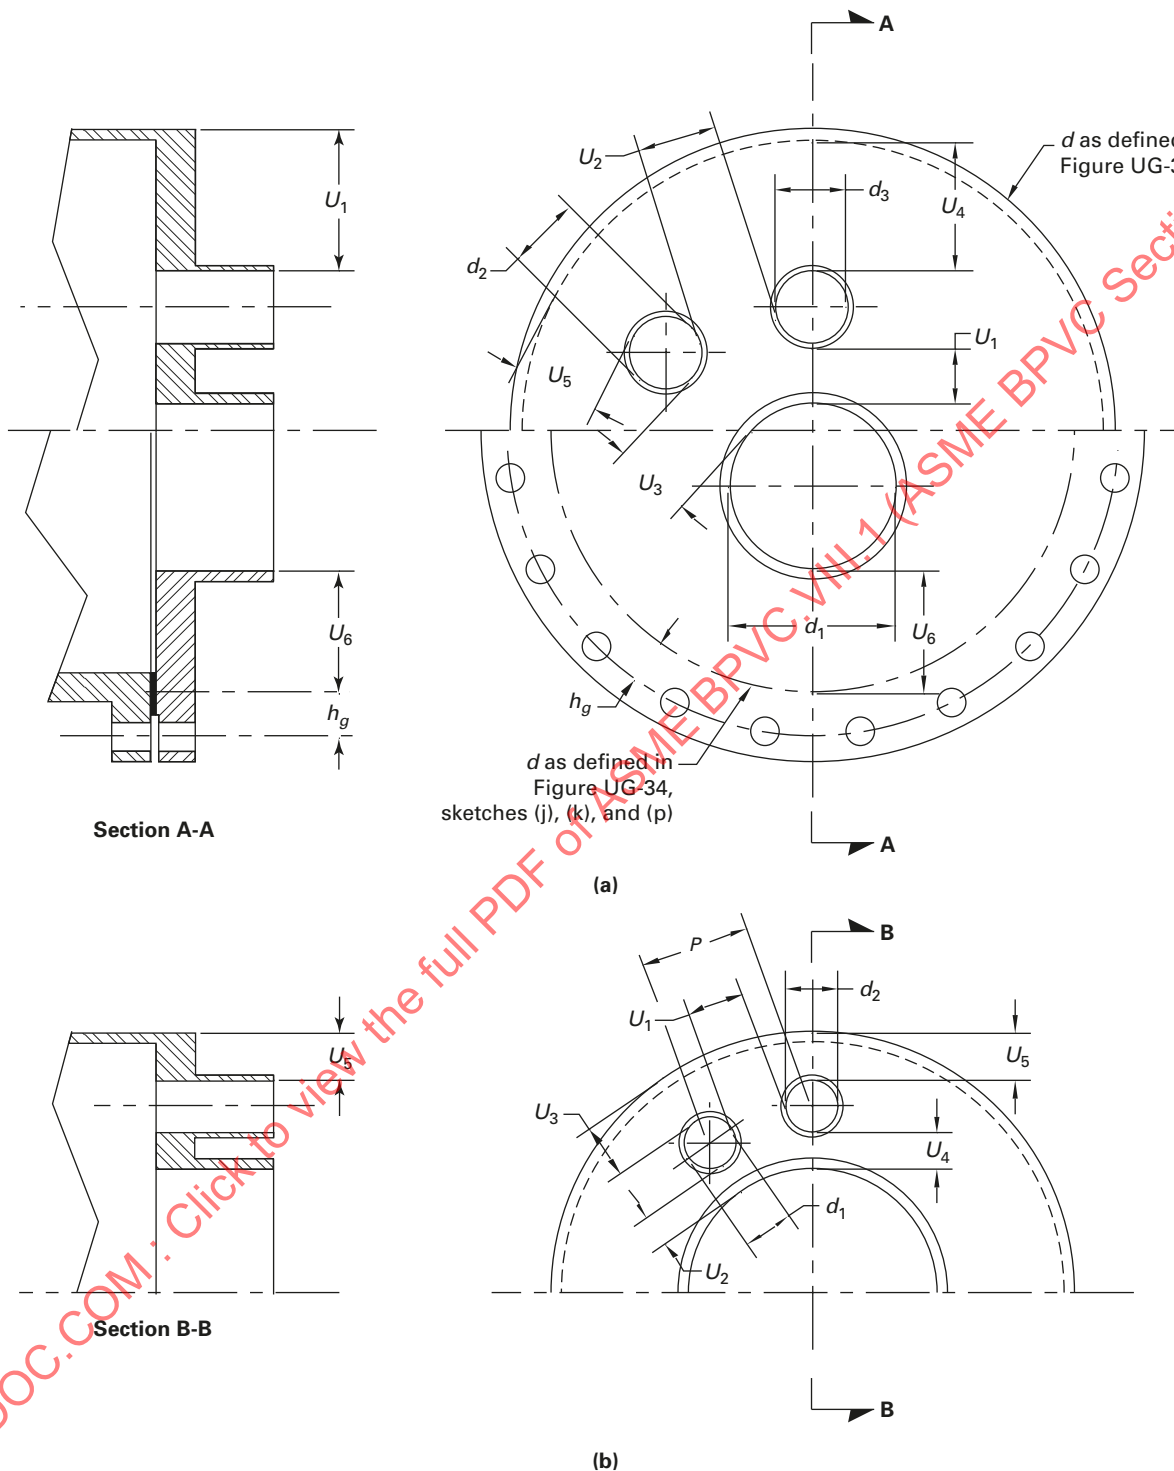 A
d as defined
Figure UG-3
U2
d3
U4
U1
d2
U1
U5
U3
d1
U6
U6
hg
hg
d as defined in
Figure UG-34,
sketches (j), (k), and (p)
Section A-A
A
(a)
B
P
d2
U1
U5
U5
U3
U4
d1
U2
Section B-B
B
(b)
DOC.COM : Click to view the full PDF of ASME BPVC.VIII.1 (ASME BPVC Secti